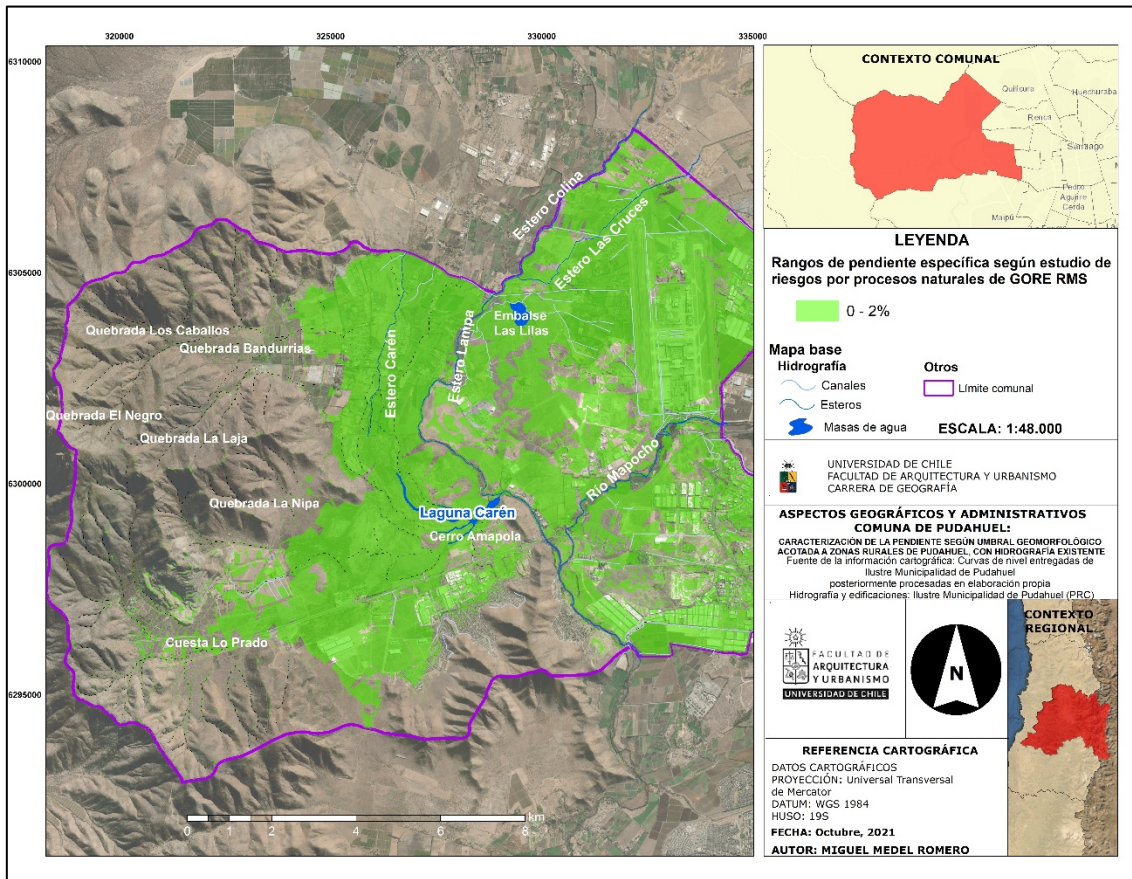 320000
325000
330000
335000
6310000
6305000
6300000
6295000
Estero Colina
Estero Las Cruces
Embalse
Las Lilas
Estero Lampa
Estero Carén
Quebrada Los Caballos
Quebrada Bandurrias
Quebrada El Negro
Quebrada La Laja
Quebrada La Nipa
Río Mapocho
Laguna Carén
Cerro Amapola
Cuesta Lo Prado
0 2 4 6 8
km
CONTEXTO COMUNAL
Quilicura
Huechuraba
Renca
Santiago
Pedro
Aguirre
Cerda
Maipú
LEYENDA
Rangos de pendiente específica según estudio de
riesgos por procesos naturales de GORE RMS
0 - 2%
Mapa base
Hidrografía
Otros
Canales
Límite comunal
Esteros
Masas de agua
ESCALA: 1:48.000
UNIVERSIDAD DE CHILE
FACULTAD DE ARQUITECTURA Y URBANISMO
CARRERA DE GEOGRAFÍA
ASPECTOS GEOGRÁFICOS Y ADMINISTRATIVOS
COMUNA DE PUDAHUEL:
CARACTERIZACIÓN DE LA PENDIENTE SEGÚN UMBRAL GEOMORFOLÓGICO
ACOTADA A ZONAS RURALES DE PUDAHUEL, CON HIDROGRAFÍA EXISTENTE
Fuente de la información cartográfica: Curvas de nivel entregadas de
Ilustre Municipalidad de Pudahuel
posteriormente procesadas en elaboración propia
Hidrografía y edificaciones: Ilustre Municipalidad de Pudahuel (PRC)
FACULTAD DE
ARQUITECTURA
Y URBANISMO
UNIVERSIDAD DE CHILE
N
CONTEXTO
REGIONAL
REFERENCIA CARTOGRÁFICA
DATOS CARTOGRÁFICOS
PROYECCIÓN: Universal Transversal
de Mercator
DATUM: WGS 1984
HUSO: 19S
FECHA: Octubre, 2021
AUTOR: MIGUEL MEDEL ROMERO